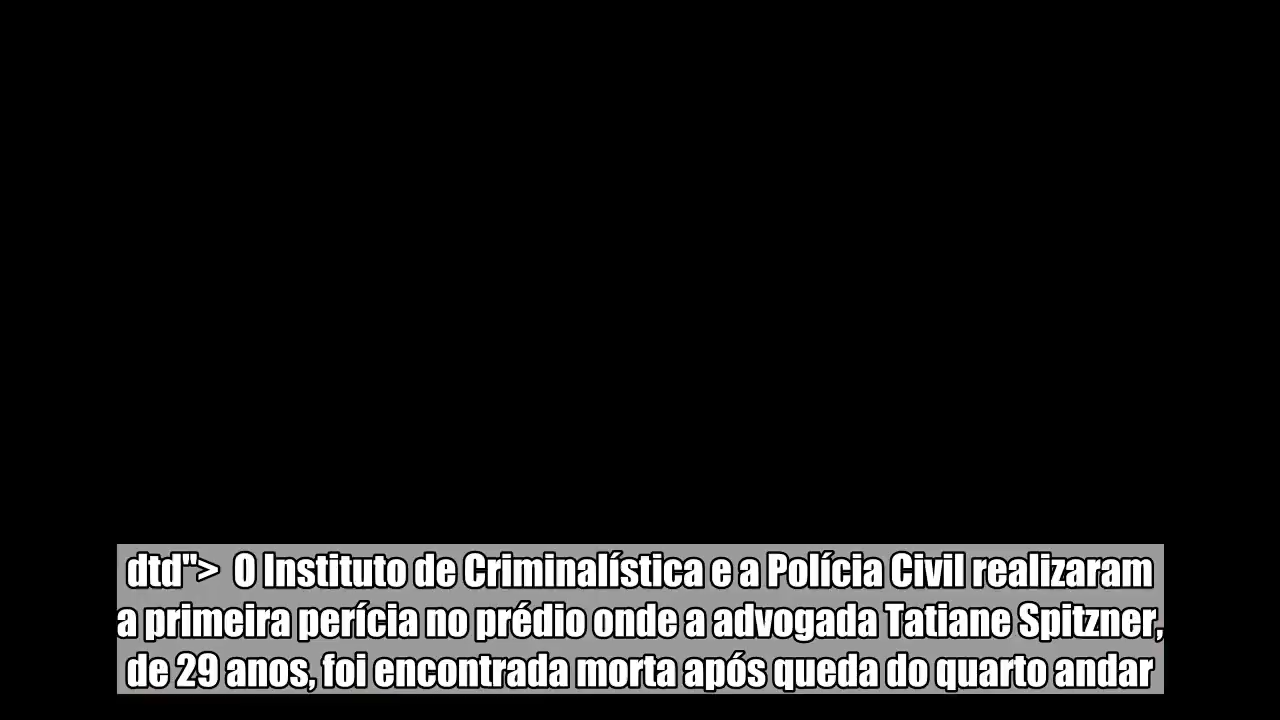 dtd"> O Instituto de Criminalística e a Polícia Civil realizaram
a primeira perícia no prédio onde a advogada Tatiane Spitzner,
de 29 anos, foi encontrada morta após queda do quarto andar